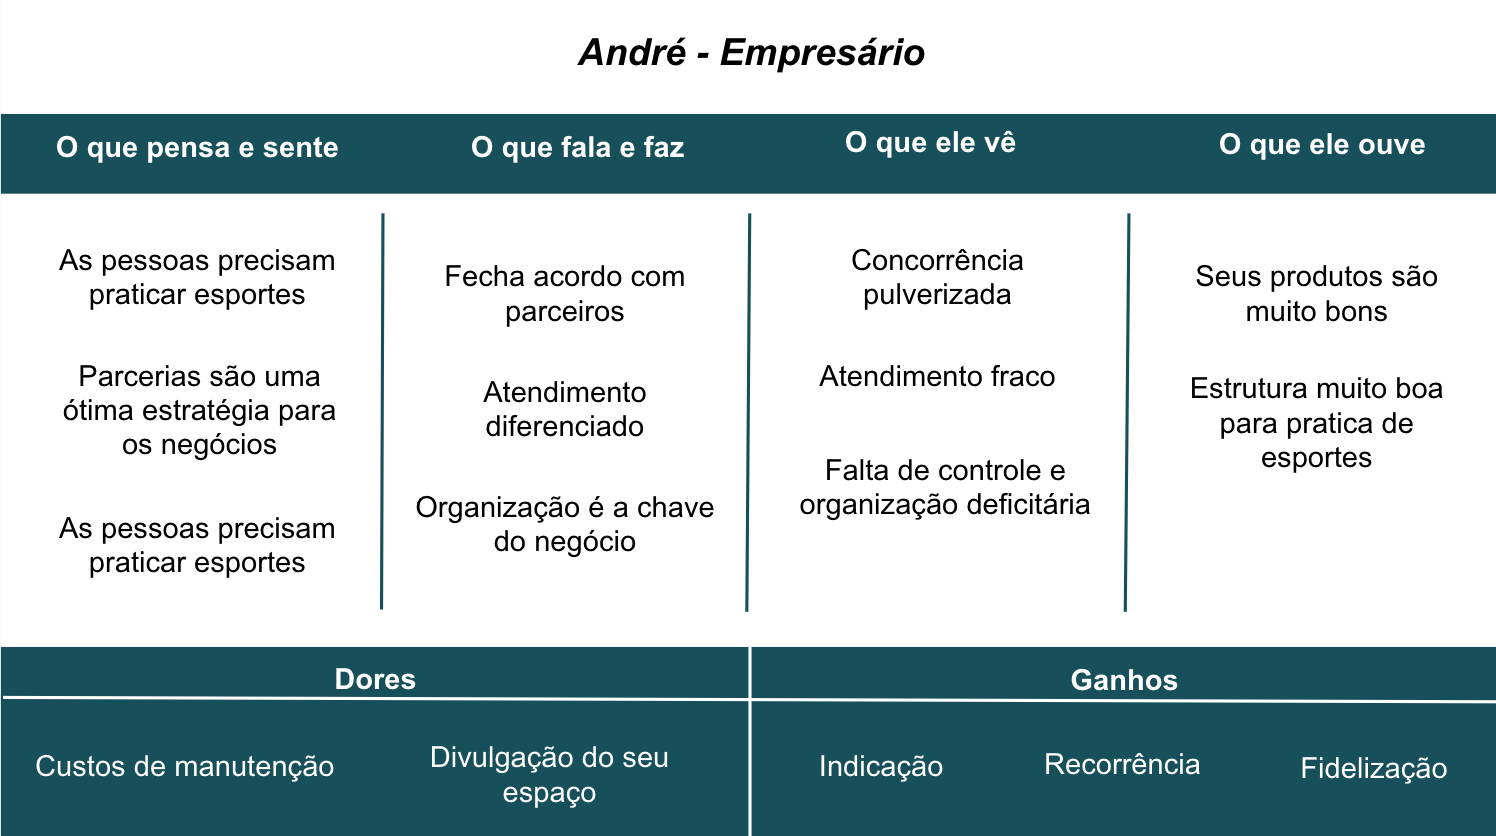 André - Empresário
O que pensa e sente
O que fala e faz
O que ele vê
O que ele ouve
As pessoas precisam
praticar esportes
Parcerias são uma
ótima estratégia para
os negócios
As pessoas precisam
praticar esportes
Fecha acordo com
parceiros
Atendimento
diferenciado
Organização é a chave
do negócio
Concorrência
pulverizada
Atendimento fraco
Falta de controle e
organização deficitária
Seus produtos são
muito bons
Estrutura muito boa
para pratica de
esportes
Dores
Custos de manutenção
Divulgação do seu
espaço
Ganhos
Indicação
Recorrência
Fidelização